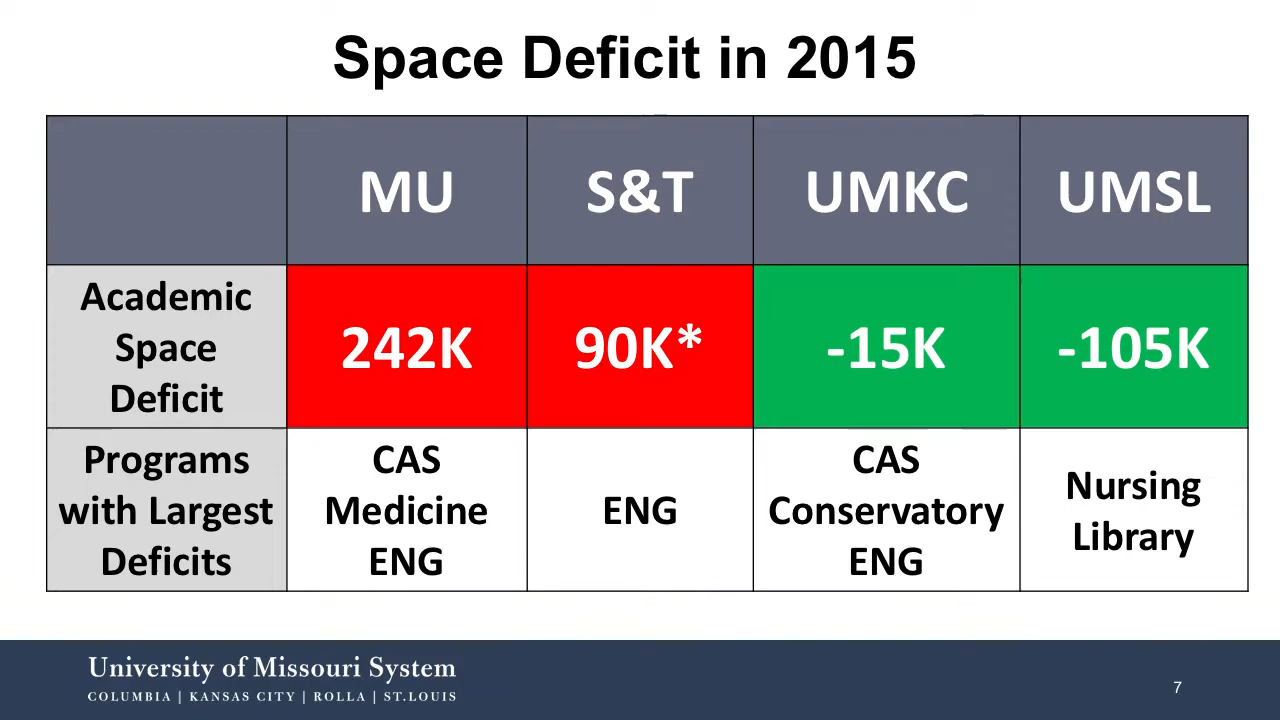 Space Deficit in 2015
MU S&T UMKC UMSL
Academic
Space
Deficit
242K 90K* -15K -105K
Programs
with Largest
Deficits
CAS
Medicine
ENG
ENG
CAS
Conservatory
ENG
Nursing
Library
University of Missouri System
COLUMBIA | KANSAS CITY | ROLLA | ST.LOUIS
7